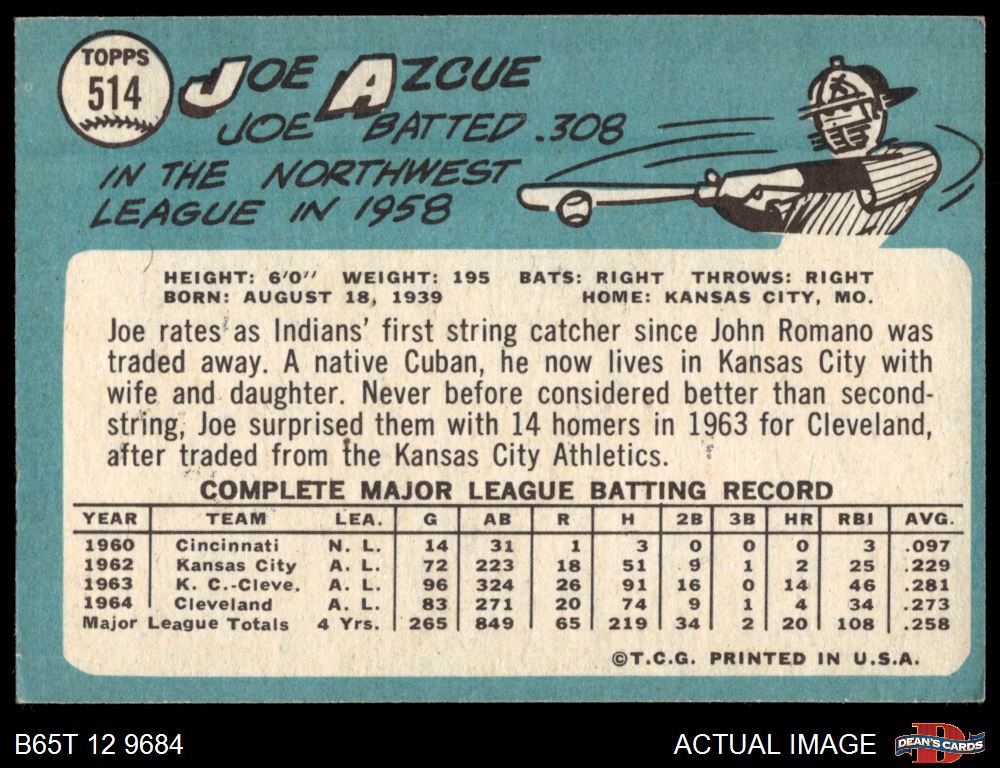 TOPPS
514
JOE AZCUE
JOE BATTED .308
IN THE NORTHWEST
LEAGUE IN 1958
HEIGHT: 6'0" WEIGHT: 195 BATS: RIGHT THROWS: RIGHT
BORN: AUGUST 18, 1939 HOME: KANSAS CITY, MO.
Joe rates as Indians' first string catcher since John Romano was
traded away. A native Cuban, he now lives in Kansas City with
wife and daughter. Never before considered better than second-
string, Joe surprised them with 14 homers in 1963 for Cleveland,
after traded from the Kansas City Athletics.
COMPLETE MAJOR LEAGUE BATTING RECORD
YEAR TEAM LEA. G AB R H 2B 3B HR RBI AVG.
1960 Cincinnati N. L. 14 31 1 3 0 0 0 3 .097
1962 Kansas City A. L. 72 223 18 51 9 1 2 25 .229
1963 K. C.-Cleve. A. L. 96 324 26 91 16 0 14 46 .281
1964 Cleveland A. L. 83 271 20 74 9 1 4 34 .273
Major League Totals 4 Yrs. 265 849 65 219 34 2 20 108 .258
©T.C.G. PRINTED IN U.S.A.
B65T 12 9684 ACTUAL IMAGE D DEAN'S CARDS